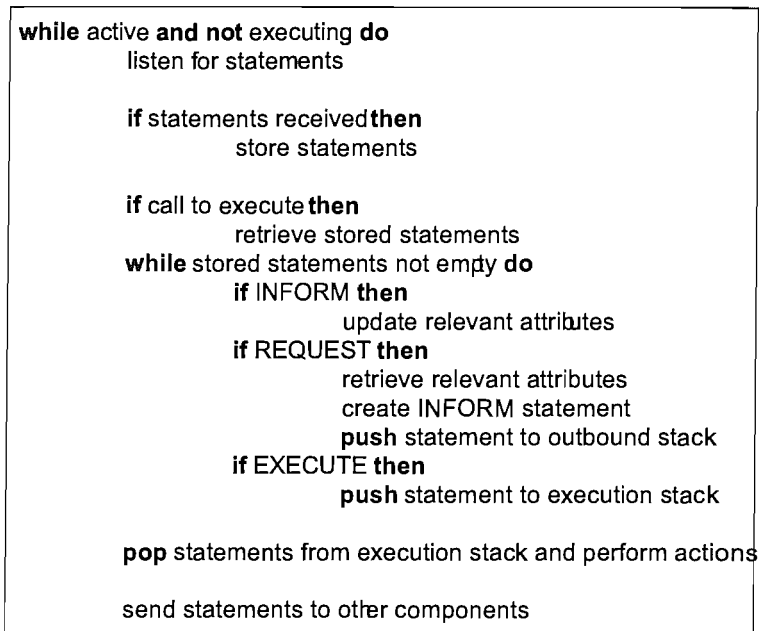 while active and not executing do
listen for statements
if statements received then
store statements
if call to execute then
retrieve stored statements
while stored statements not empty do
if INFORM then
update relevant attributes
if REQUEST then
retrieve relevant attributes
create INFORM statement
push statement to outbound stack
if EXECUTE then
push statement to execution stack
pop statements from execution stack and perform actions
send statements to other components